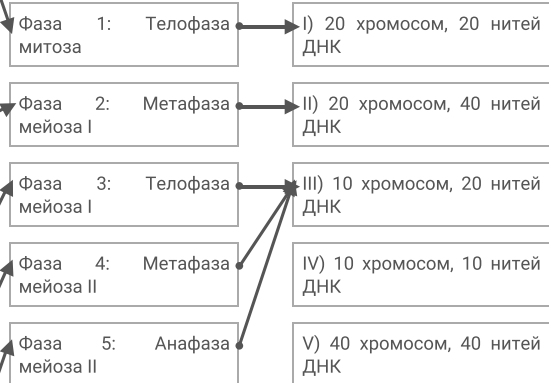 Фаза 1: Телофаза
митоза
I) 20 хромосом, 20 нитей
ДНК
Фаза 2: Метафаза
мейоза I
II) 20 хромосом, 40 нитей
ДНК
Фаза 3: Телофаза
мейоза I
III) 10 хромосом, 20 нитей
ДНК
Фаза 4: Метафаза
мейоза II
IV) 10 хромосом, 10 нитей
ДНК
Фаза 5: Анафаза
мейоза II
V) 40 хромосом, 40 нитей
ДНК